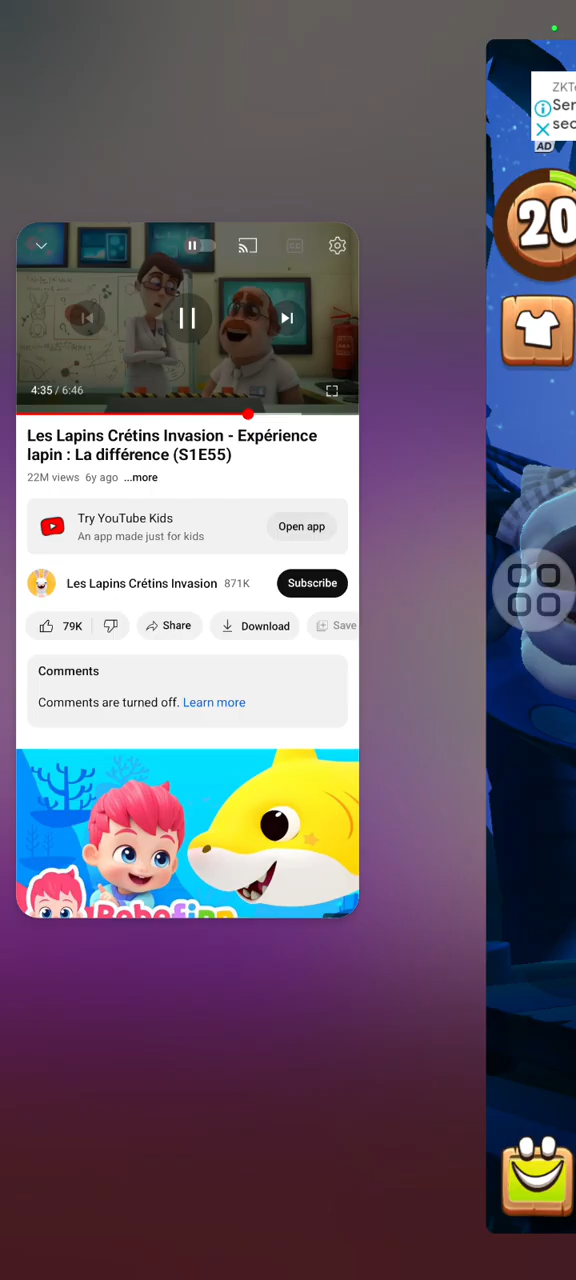 4:35 / 6:46
Les Lapins Crétins Invasion - Expérience
lapin : La différence (S1E55)
22M views 6y ago ...more
Try YouTube Kids
An app made just for kids
Open app
Les Lapins Crétins Invasion 871K
Subscribe
79K
Share
Download
Save
Comments
Comments are turned off. Learn more
Bebefinn
AD
20